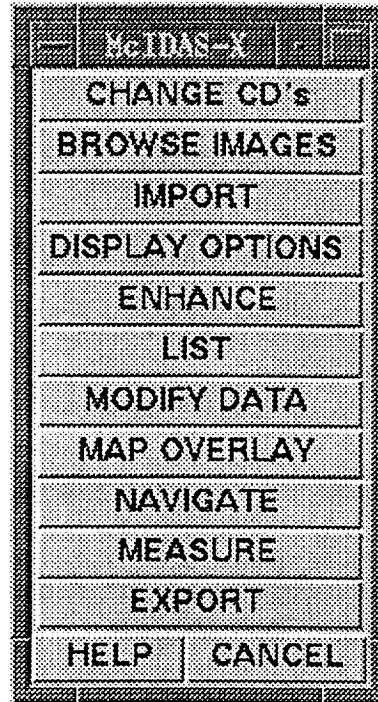 McIDAS-X
CHANGE CD's
BROWSE IMAGES
IMPORT
DISPLAY OPTIONS
ENHANCE
LIST
MODIFY DATA
MAP OVERLAY
NAVIGATE
MEASURE
EXPORT
HELP CANCEL